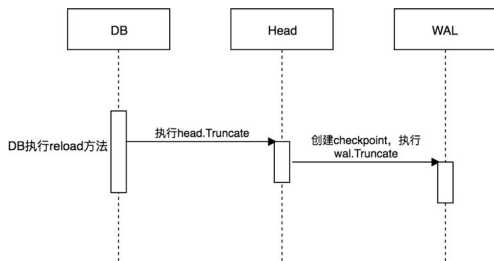 DB
Head
WAL
DB执行reload方法
执行head.Truncate
创建checkpoint，执行
wal.Truncate